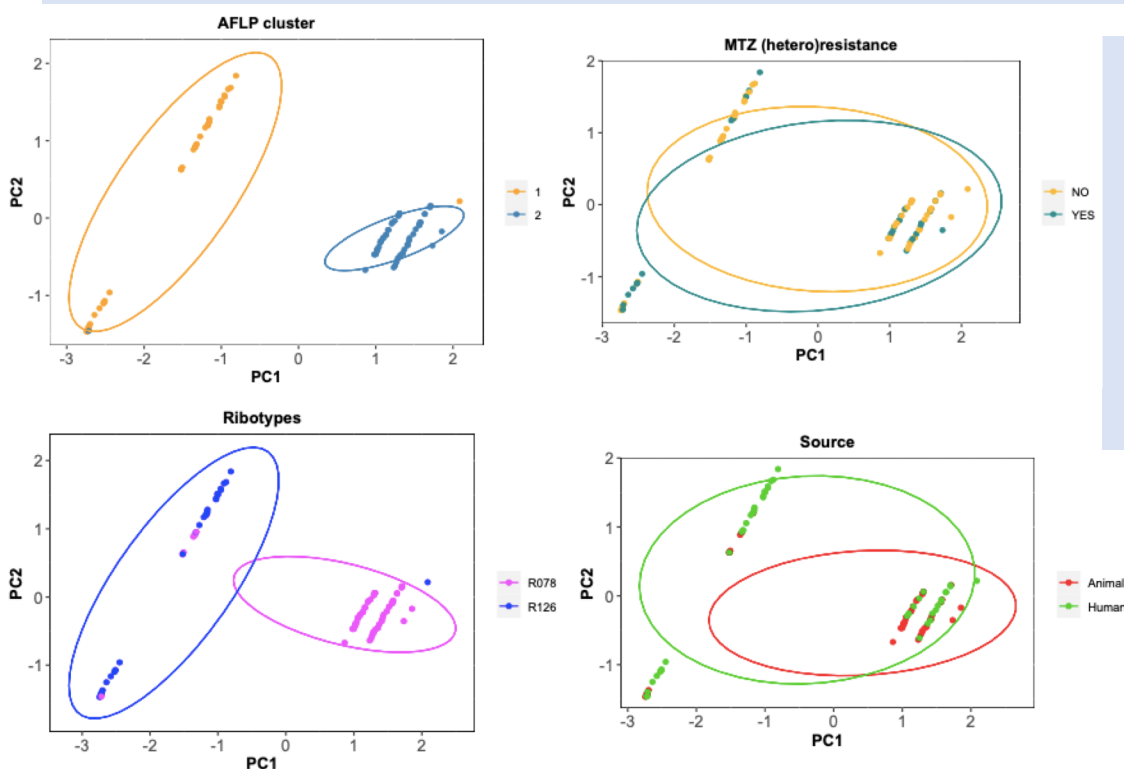 AFLP cluster
PC2
2
1
0
-1
-3 -2 -1 0 1 2
PC1
1
2
MTZ (hetero)resistance
PC2
2
1
0
-1
-3 -2 -1 0 1 2
PC1
NO
YES
Ribotypes
PC2
2
1
0
-1
-3 -2 -1 0 1 2
PC1
R078
R126
Source
PC2
2
1
0
-1
-3 -2 -1 0 1 2
PC1
Animal
Human